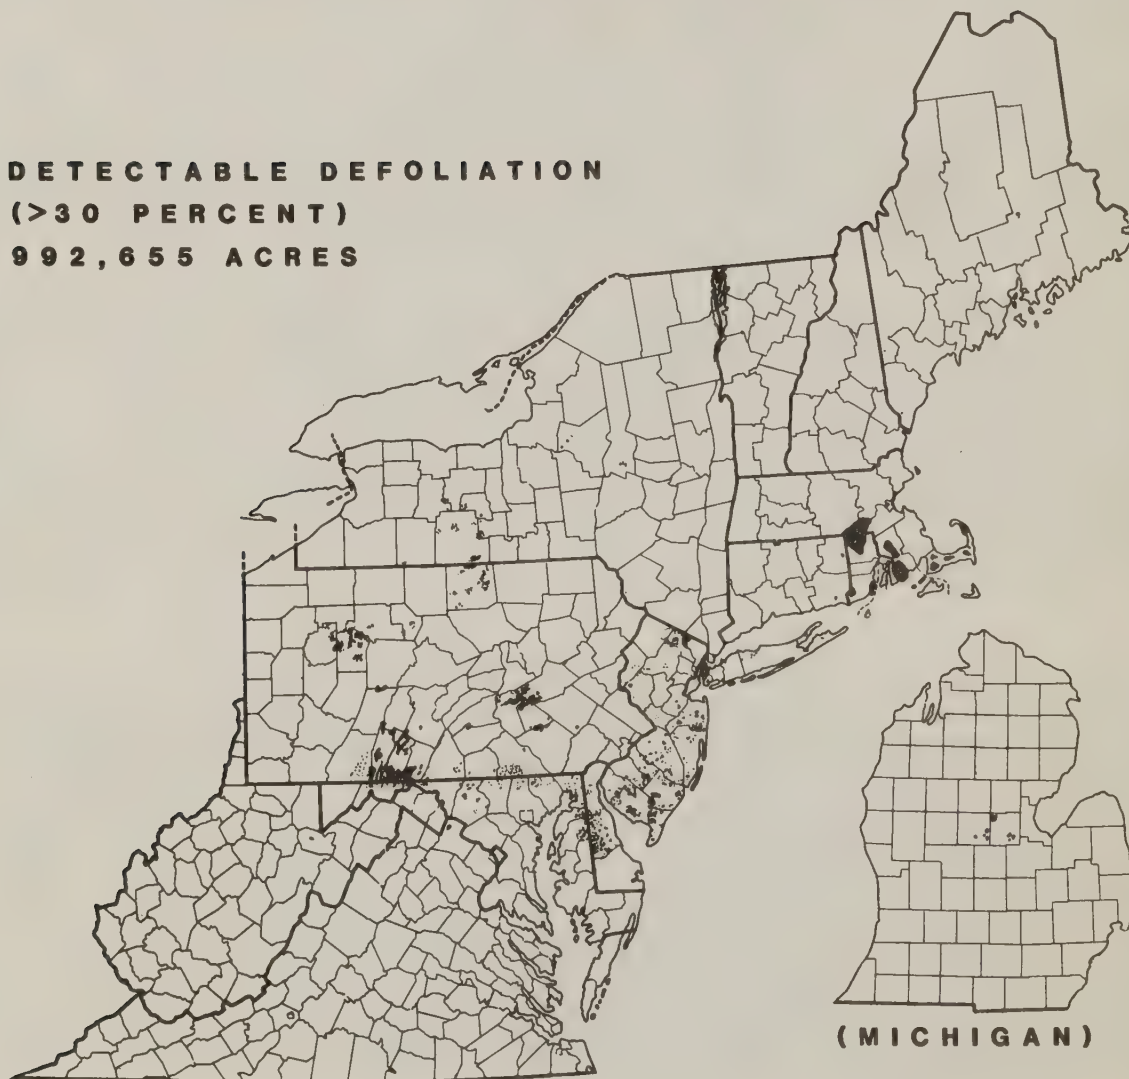 DETECTABLE DEFOLIATION
(>30 PERCENT)
992,655 ACRES
(MICHIGAN)